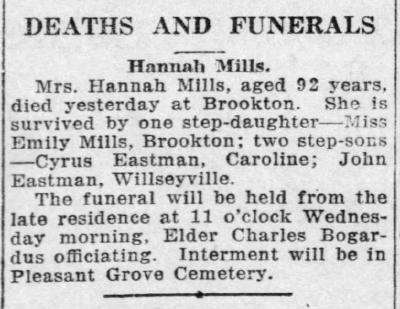 DEATHS AND FUNERALS
Hannah Mills.
Mrs. Hannah Mills, aged 92 years,
died yesterday at Brookton. She is
survived by one step-daughter—Miss
Emily Mills, Brookton; two step-sons
—Cyrus Eastman, Caroline; John
Eastman, Willseyville.
The funeral will be held from the
late residence at 11 o'clock Wednes-
day morning, Elder Charles Bogar-
dus officiating. Interment will be in
Pleasant Grove Cemetery.